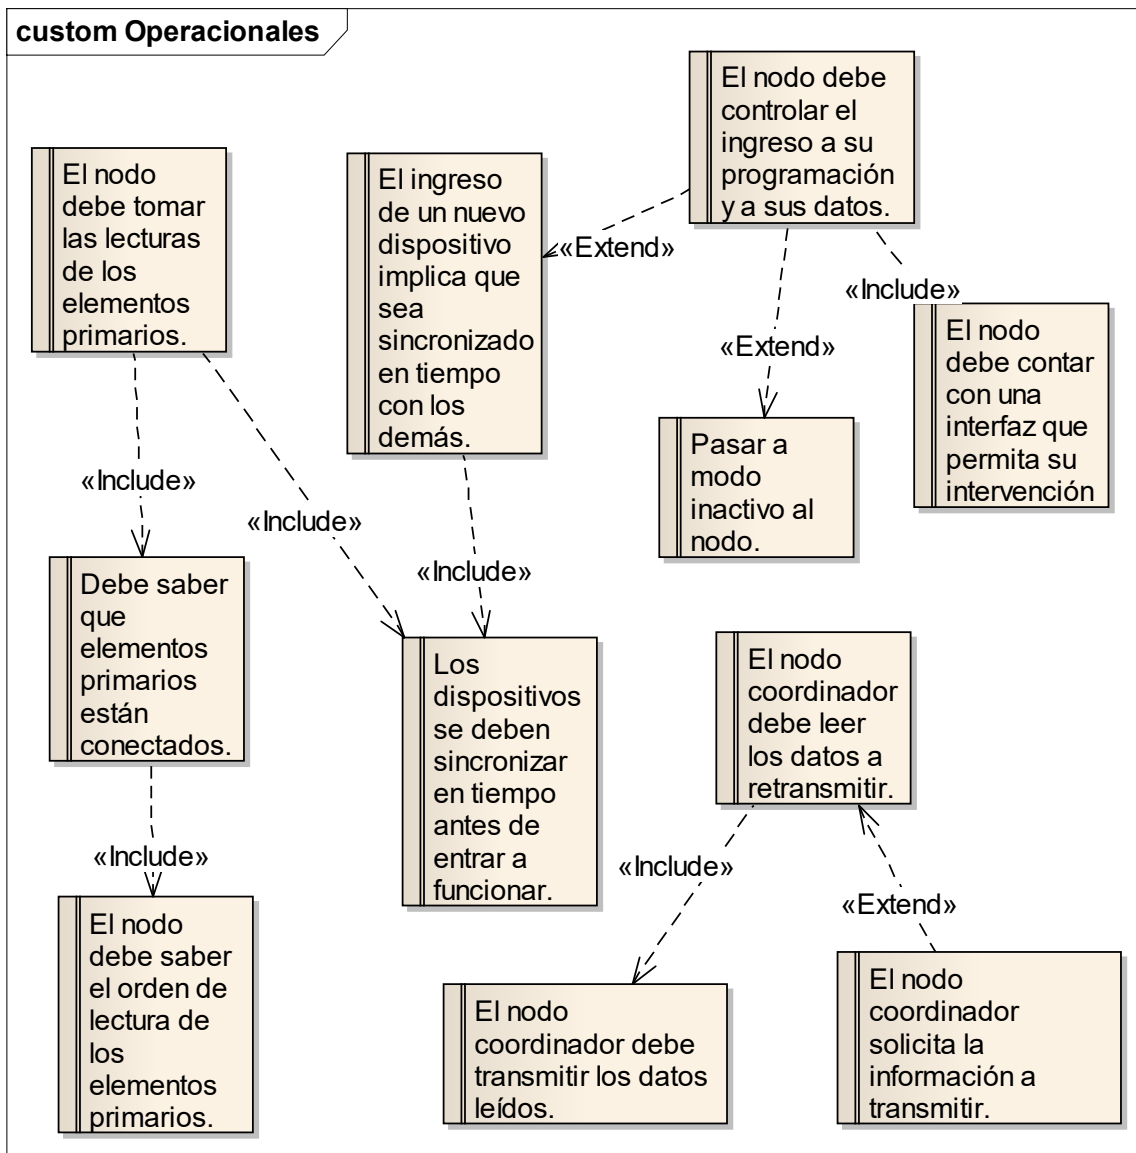 custom Operacionales
El nodo
debe tomar
las lecturas
de los
elementos
primarios.
El ingreso
de un nuevo
dispositivo
implica que
sea
sincronizado
en tiempo
con los
demás.
El nodo debe
controlar el
ingreso a su
programación
y a sus datos.
«Extend»
«Extend»
«Include»
El nodo
debe contar
con una
interfaz que
permita su
intervención
Pasar a
modo
inactivo al
nodo.
«Include»
«Include»
«Include»
Debe saber
que
elementos
primarios
están
conectados.
Los
dispositivos
se deben
sincronizar
en tiempo
antes de
entrar a
funcionar.
El nodo
coordinador
debe leer
los datos a
retransmitir.
«Include»
«Include»
«Extend»
El nodo
debe saber
el orden de
lectura de
los
elementos
primarios.
El nodo
coordinador debe
transmitir los datos
leídos.
El nodo
coordinador
solicita la
información a
transmitir.